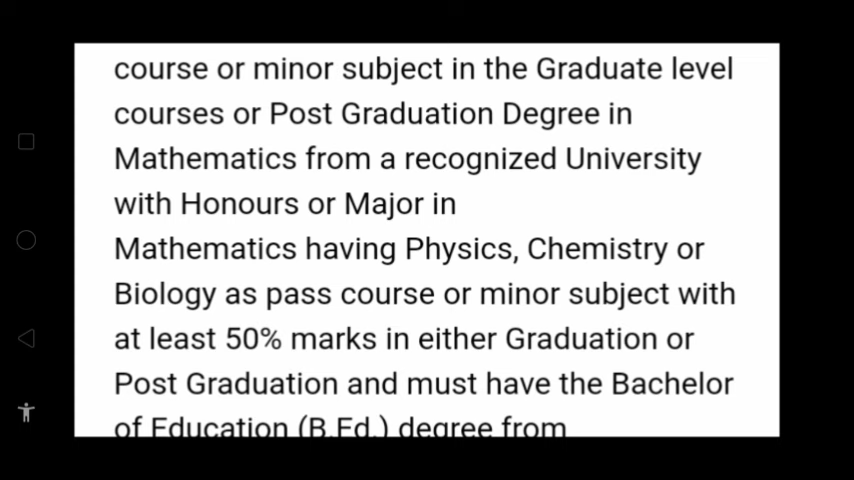 course or minor subject in the Graduate level
courses or Post Graduation Degree in
Mathematics from a recognized University
with Honours or Major in
Mathematics having Physics, Chemistry or
Biology as pass course or minor subject with
at least 50% marks in either Graduation or
Post Graduation and must have the Bachelor
of Education (B.Ed.) degree from